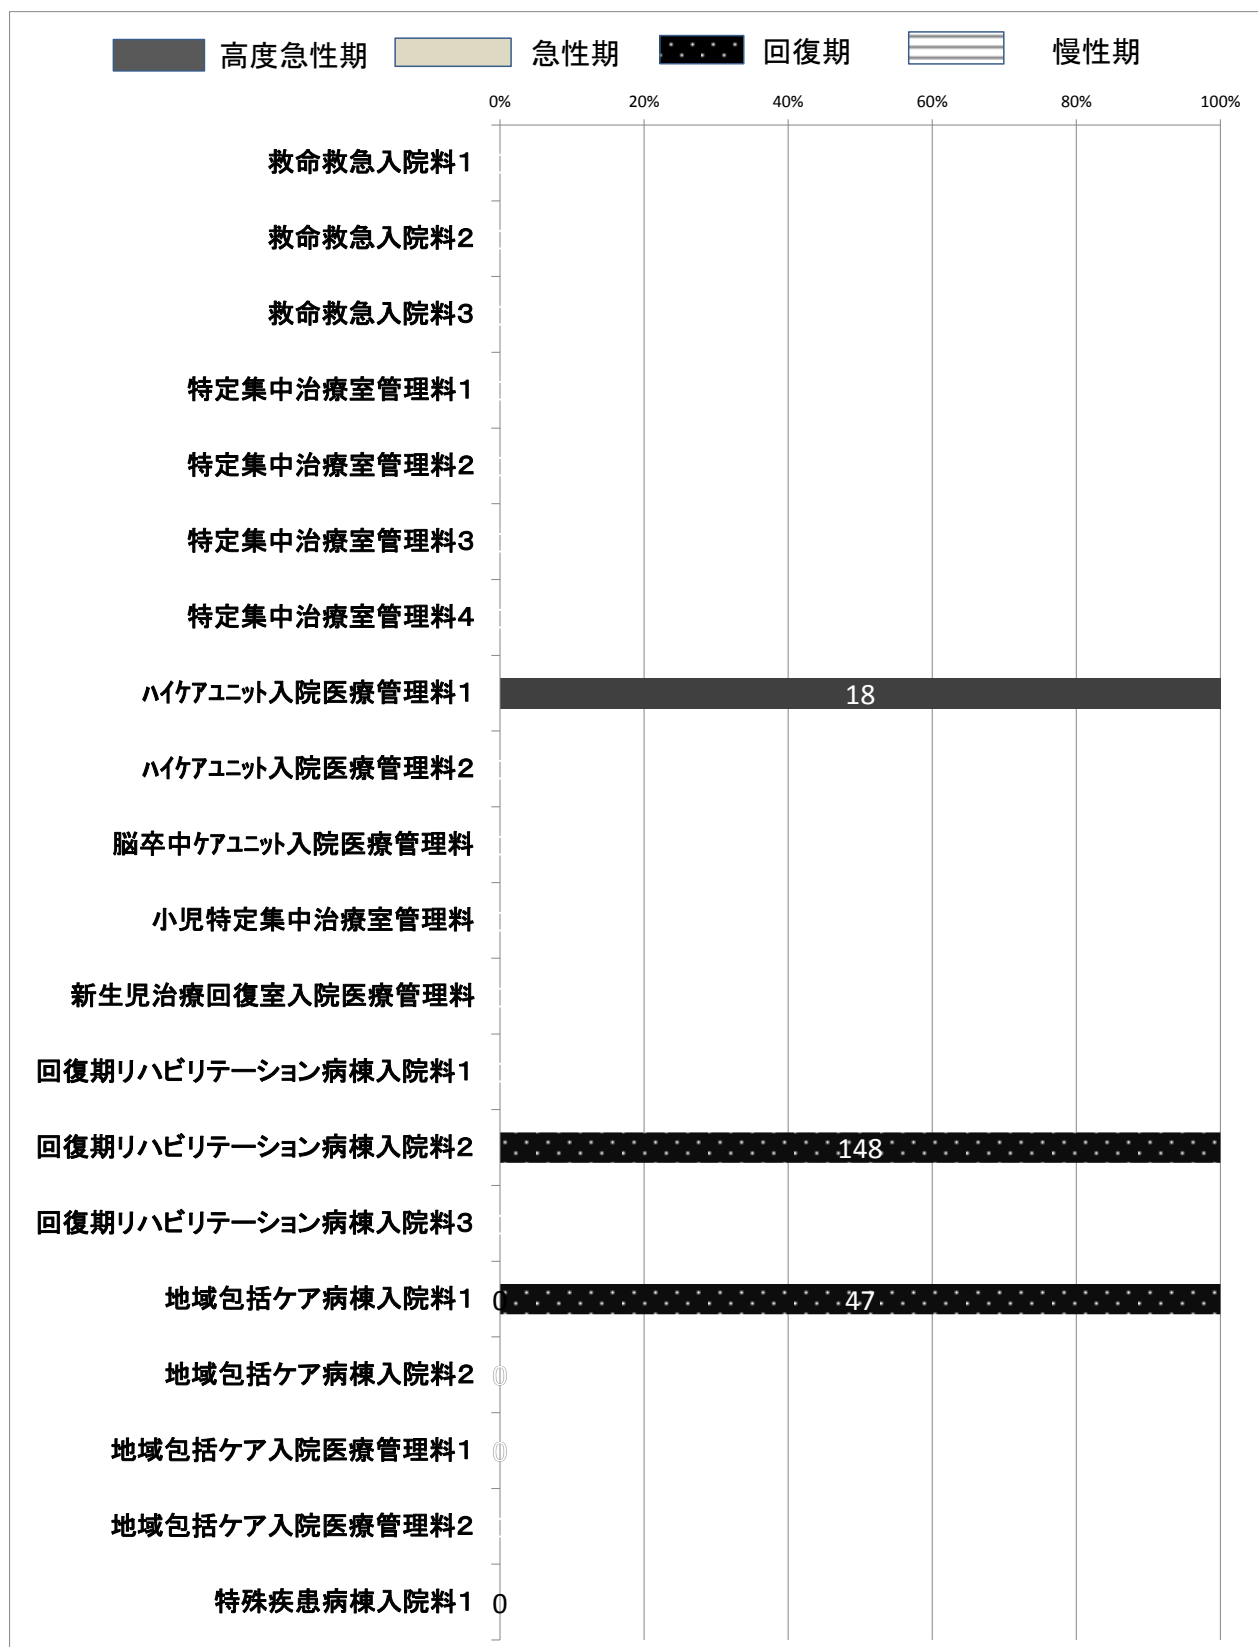 高度急性期 急性期 回復期 慢性期
0% 20% 40% 60% 80% 100%
救命救急入院料1
救命救急入院料2
救命救急入院料3
特定集中治療室管理料1
特定集中治療室管理料2
特定集中治療室管理料3
特定集中治療室管理料4
ﾊｲｹｱﾕﾆｯﾄ入院医療管理料1 18
ﾊｲｹｱﾕﾆｯﾄ入院医療管理料2
脳卒中ｹｱﾕﾆｯﾄ入院医療管理料
小児特定集中治療室管理料
新生児治療回復室入院医療管理料
回復期リハビリテーション病棟入院料1
回復期リハビリテーション病棟入院料2 148
回復期リハビリテーション病棟入院料3
地域包括ケア病棟入院料1 0 47
地域包括ケア病棟入院料2 0
地域包括ケア入院医療管理料1 0
地域包括ケア入院医療管理料2
特殊疾患病棟入院料1 0